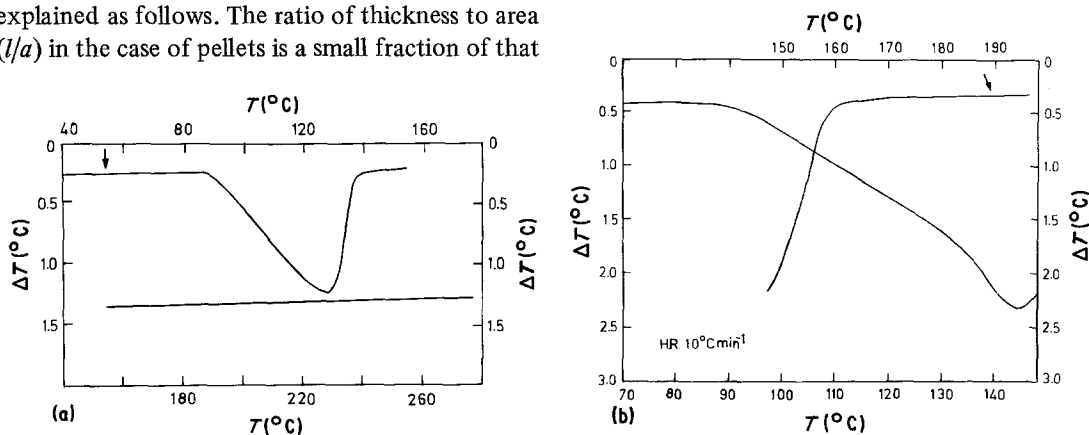 explained as follows. The ratio of thickness to area
(l/a) in the case of pellets is a small fraction of that
T(°C)
40 80 120 160
0 0
0.5 0.5
1.0 1.0
1.5 1.5
ΔT(°C) ΔT(°C)
180 220 260
(a) T(°C)
T(°C)
150 160 170 180 190
0 0
0.5 0.5
1.0 1.0
1.5 1.5
2.0 2.0
2.5 2.5
3.0 3.0
ΔT(°C) ΔT(°C)
HR. 10°Cmin-1
70 80 90 100 110 120 130 140
(b) T(°C)